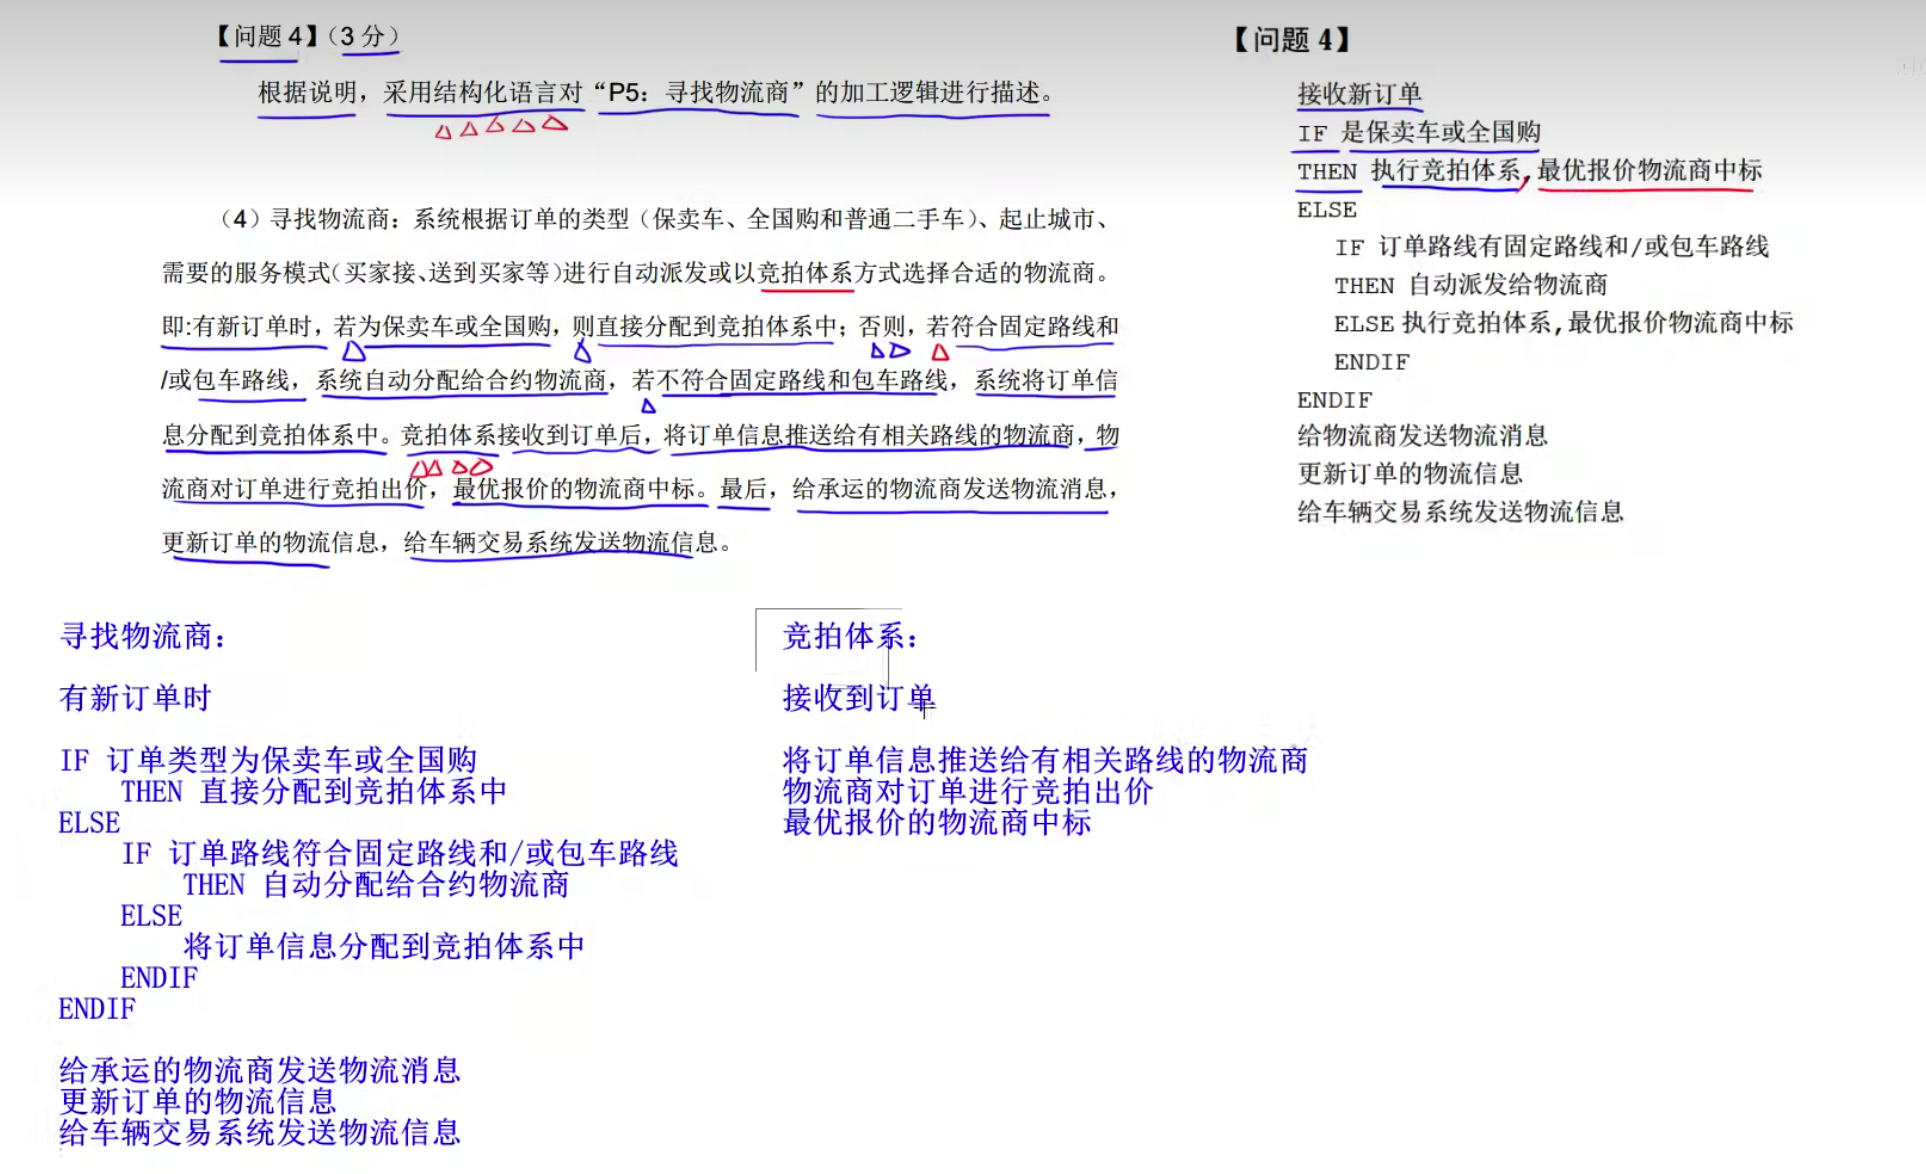 【问题 4】（3 分）
根据说明，采用结构化语言对“P5：寻找物流商”的加工逻辑进行描述。
（4）寻找物流商：系统根据订单的类型（保卖车、全国购和普通二手车）、起止城市、
需要的服务模式（买家接、送到买家等）进行自动派发或以竞拍体系方式选择合适的物流商。
即:有新订单时，若为保卖车或全国购，则直接分配到竞拍体系中；否则，若符合固定路线和
/或包车路线，系统自动分配给合约物流商，若不符合固定路线和包车路线，系统将订单信
息分配到竞拍体系中。竞拍体系接收到订单后，将订单信息推送给有相关路线的物流商，物
流商对订单进行竞拍出价，最优报价的物流商中标。最后，给承运的物流商发送物流消息，
更新订单的物流信息，给车辆交易系统发送物流信息。
【问题 4】
接收新订单
IF 是保卖车或全国购
THEN 执行竞拍体系,最优报价物流商中标
ELSE
IF 订单路线有固定路线和/或包车路线
THEN 自动派发给物流商
ELSE 执行竞拍体系,最优报价物流商中标
ENDIF
ENDIF
给物流商发送物流消息
更新订单的物流信息
给车辆交易系统发送物流信息
寻找物流商：
有新订单时
IF 订单类型为保卖车或全国购
THEN 直接分配到竞拍体系中
ELSE
IF 订单路线符合固定路线和/或包车路线
THEN 自动分配给合约物流商
ELSE
将订单信息分配到竞拍体系中
ENDIF
ENDIF
给承运的物流商发送物流消息
更新订单的物流信息
给车辆交易系统发送物流信息
竞拍体系：
接收到订单
将订单信息推送给有相关路线的物流商
物流商对订单进行竞拍出价
最优报价的物流商中标